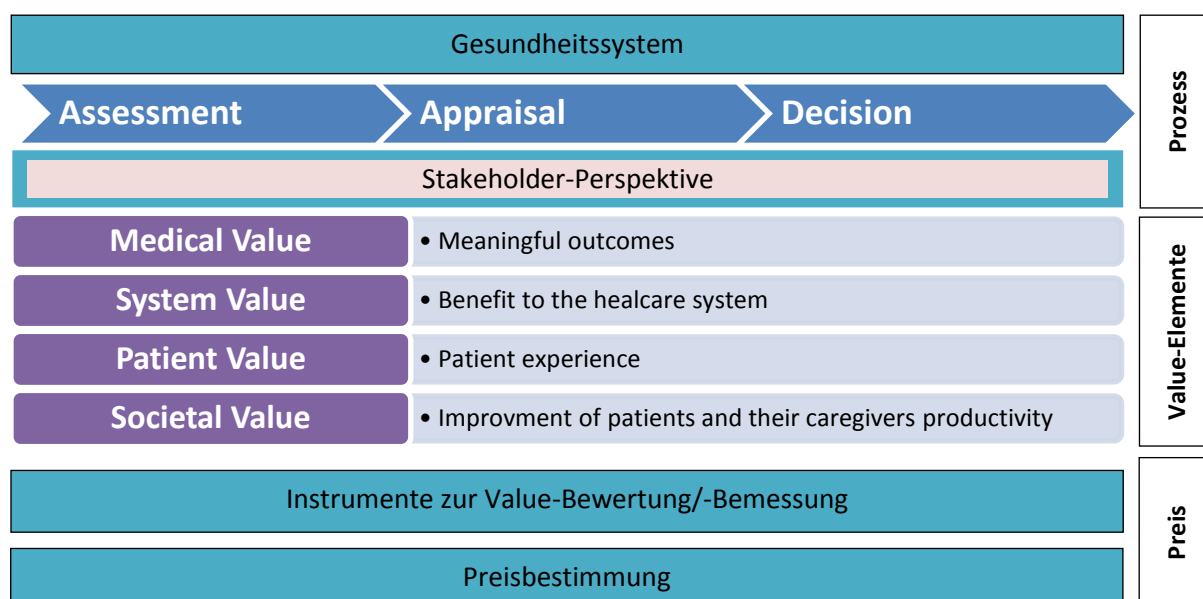 Gesundheitssystem
Assessment
Appraisal
Decision
Stakeholder-Perspektive
Prozess
Medical Value
• Meaningful outcomes
System Value
• Benefit to the healcare system
Patient Value
• Patient experience
Societal Value
• Improvment of patients and their caregivers productivity
Value-Elemente
Instrumente zur Value-Bewertung/-Bemessung
Preisbestimmung
Preis